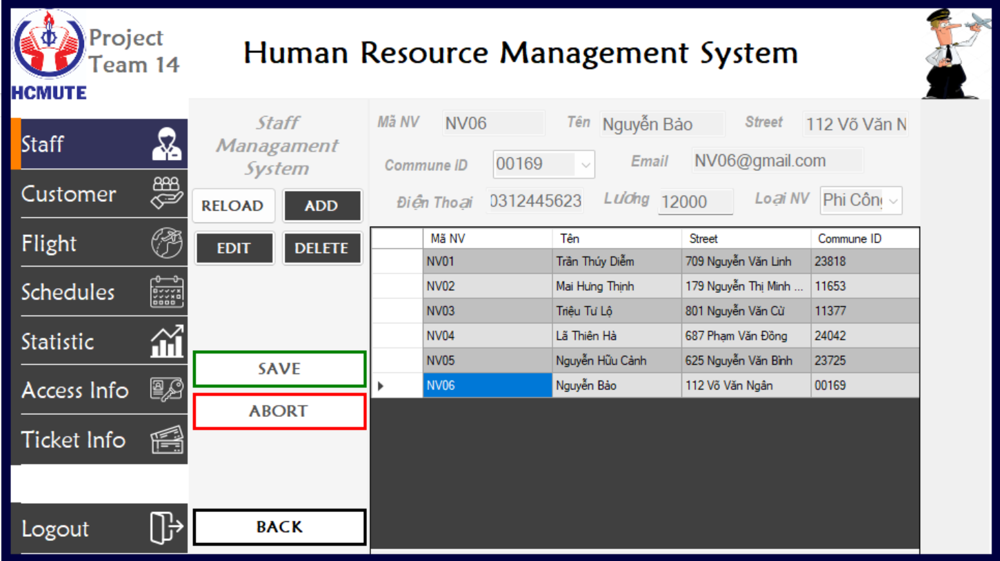 Project
Team 14
HCMUTE
Human Resource Management System
Staff
Customer
Flight
Schedules
Statistic
Access Info
Ticket Info
Logout
Staff
Managament
System
RELOAD ADD
EDIT DELETE
SAVE
ABORT
BACK
Mã NV NV06 Tên Nguyễn Bảo Street 112 Võ Văn N
Commune ID 00169 Email NV06@gmail.com
Điện Thoại 0312445623 Lương 12000 Loại NV Phi Công
Mã NV Tên Street Commune ID
NV01 Trần Thúy Diễm 709 Nguyễn Văn Linh 23818
NV02 Mai Hưng Thịnh 179 Nguyễn Thị Minh ... 11653
NV03 Triệu Tư Lộ 801 Nguyễn Văn Cừ 11377
NV04 Lã Thiên Hà 687 Phạm Văn Đồng 24042
NV05 Nguyễn Hữu Cảnh 625 Nguyễn Văn Bình 23725
NV06 Nguyễn Bảo 112 Võ Văn Ngân 00169